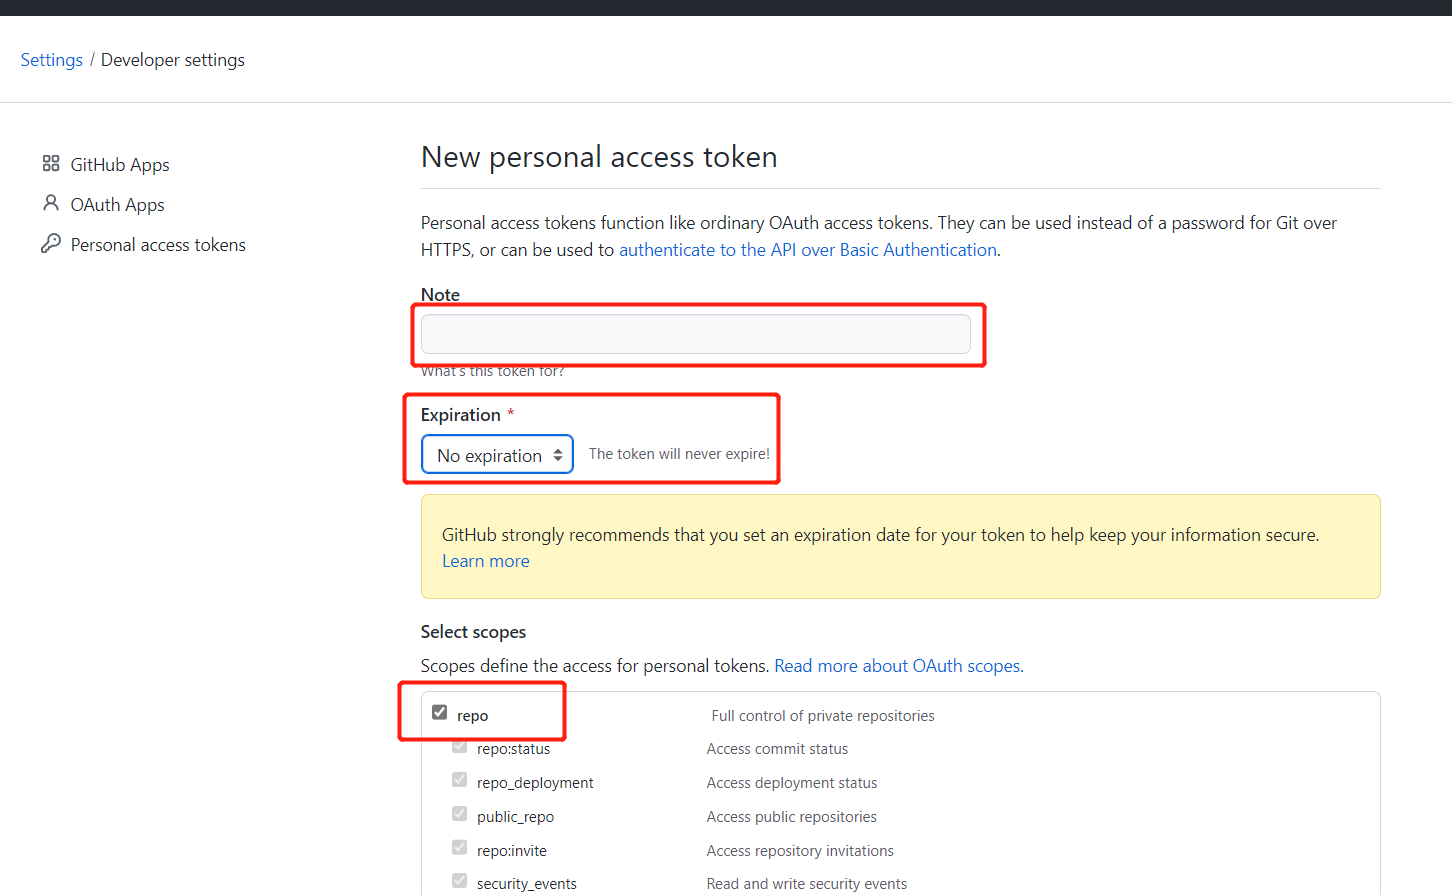 Settings / Developer settings
GitHub Apps
OAuth Apps
Personal access tokens
New personal access token
Personal access tokens function like ordinary OAuth access tokens. They can be used instead of a password for Git over
HTTPS, or can be used to authenticate to the API over Basic Authentication.
Note
What's this token for?
Expiration *
No expiration The token will never expire!
GitHub strongly recommends that you set an expiration date for your token to help keep your information secure.
Learn more
Select scopes
Scopes define the access for personal tokens. Read more about OAuth scopes.
repo Full control of private repositories
repo:status Access commit status
repo_deployment Access deployment status
public_repo Access public repositories
repo:invite Access repository invitations
security_events Read and write security events